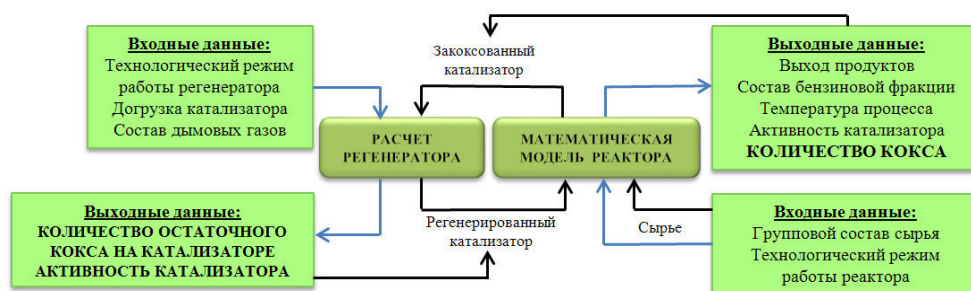 Входные данные:
Технологический режим
работы регенератора
Догрузка катализатора
Состав дымовых газов
Закоксованный
катализатор
Выходные данные:
Выход продуктов
Состав бензиновой фракции
Температура процесса
Активность катализатора
КОЛИЧЕСТВО КОКСА
РАСЧЕТ
РЕГЕНЕРАТОРА
МАТЕМАТИЧЕСКАЯ
МОДЕЛЬ РЕАКТОРА
Выходные данные:
КОЛИЧЕСТВО ОСТАТОЧНОГО
КОКСА НА КАТАЛИЗАТОРЕ
АКТИВНОСТЬ КАТАЛИЗАТОРА
Регенерированный
катализатор
Сырье
Входные данные:
Групповой состав сырья
Технологический режим
работы реактора